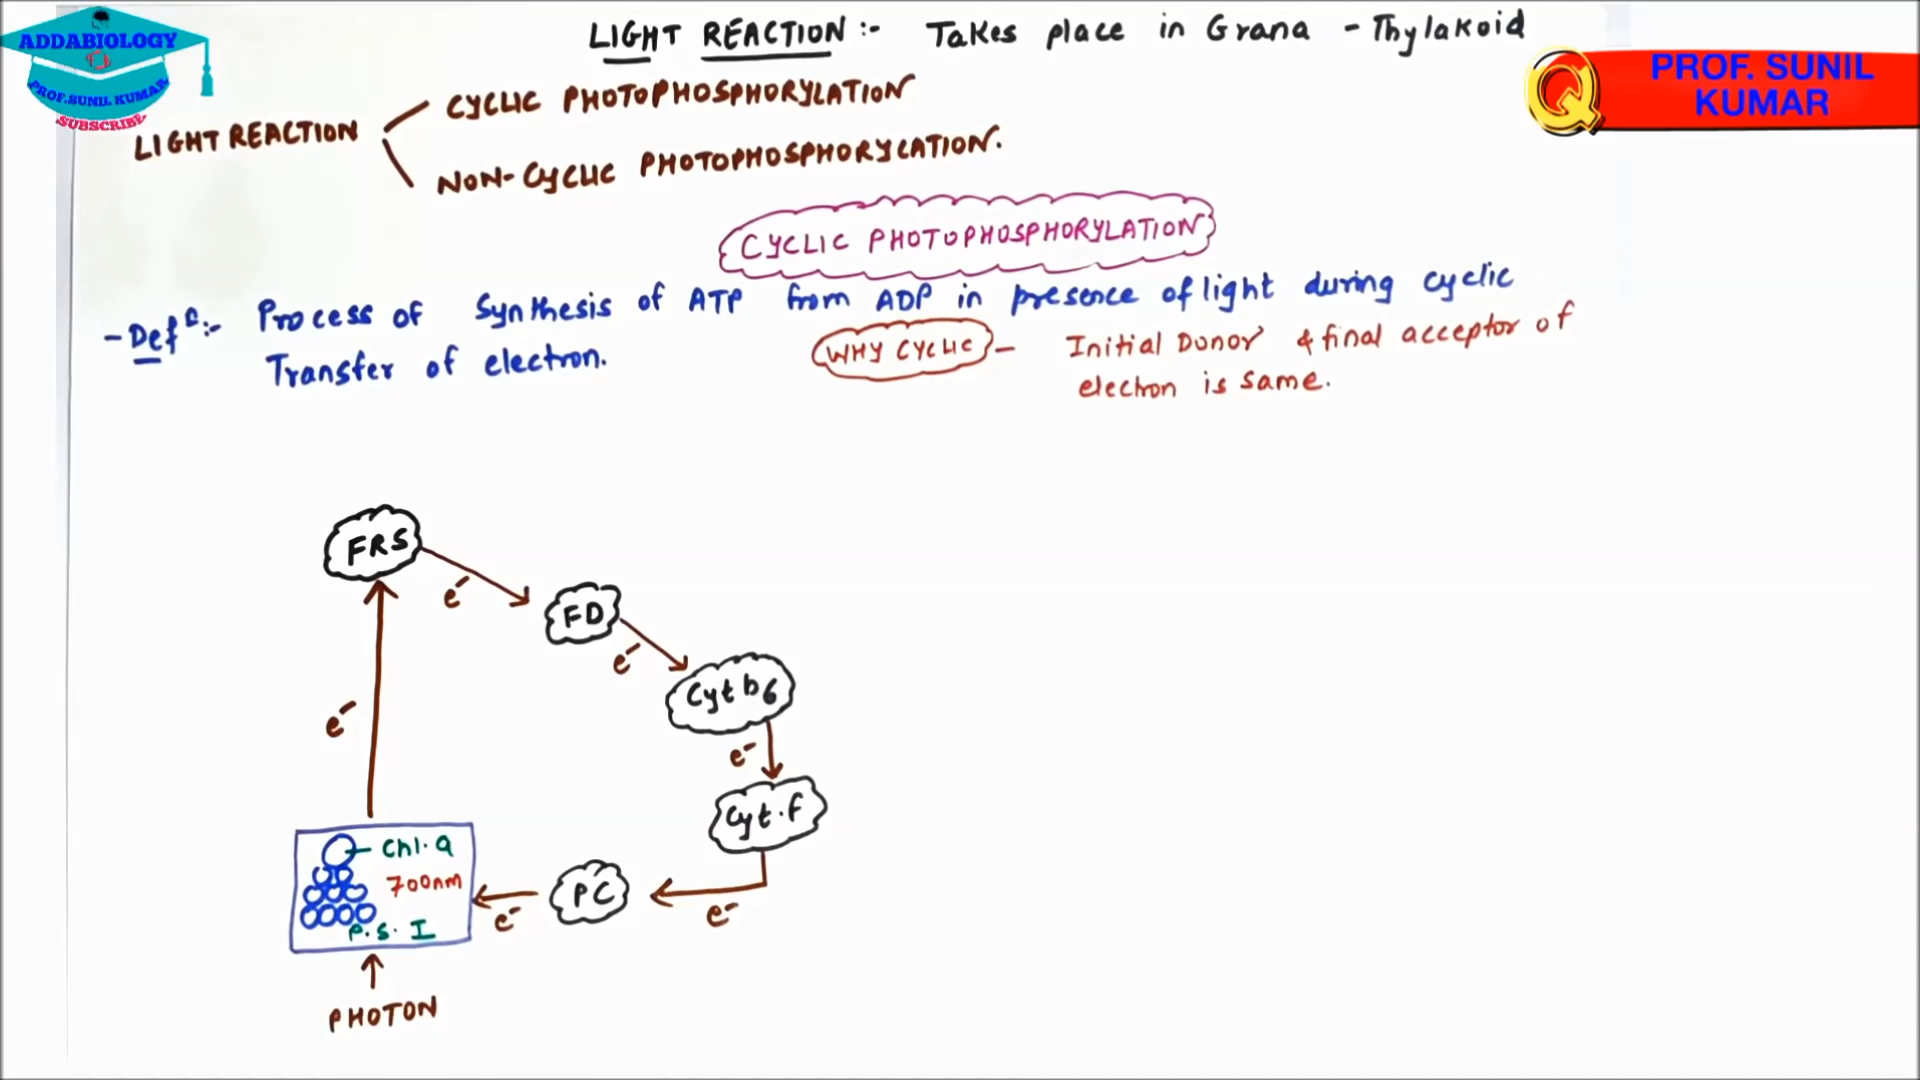 ADDABIOLOGY
PROF.SUNIL KUMAR
SUBSCRIBE
LIGHT REACTION :- Takes place in Grana - Thylakoid
PROF. SUNIL
KUMAR
LIGHT REACTION
CYCLIC PHOTOPHOSPHORYLATION
NON-CYCLIC PHOTOPHOSPHORYLATION.
CYCLIC PHOTOPHOSPHORYLATION
- Defn:- Process of Synthesis of ATP from ADP in presence of light during cyclic
Transfer of electron.
WHY CYCLIC - Initial Donor & final acceptor of
electron is same.
FRS
e-
FD
e-
Cyt b6
e-
e-
Cyt.f
Chl.a
700nm
P.S. I
PC
e-
e-
PHOTON